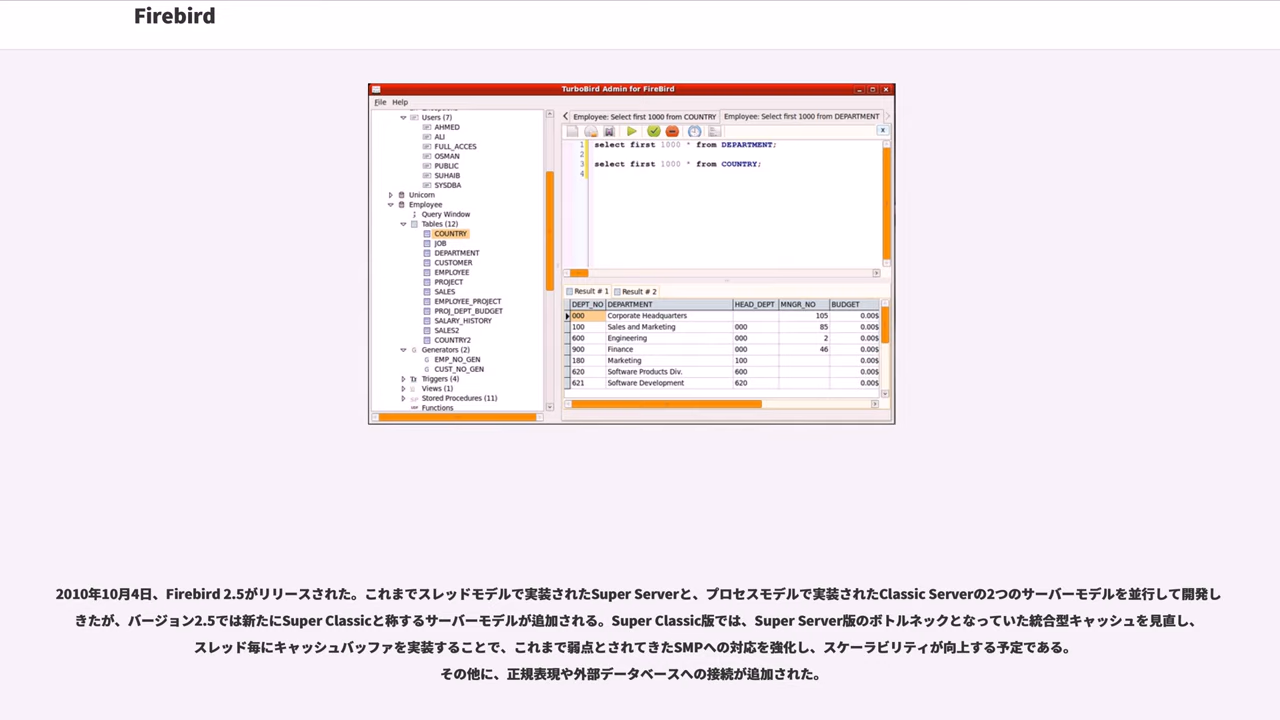 Firebird
TurboBird Admin for FireBird
File Help
Users (7)
AHMED
ALI
FULL_ACCES
OSMAN
PUBLIC
SUHAIB
SYSDBA
Unicorn
Employee
Query Window
Tables (12)
COUNTRY
JOB
DEPARTMENT
CUSTOMER
EMPLOYEE
PROJECT
SALES
EMPLOYEE_PROJECT
PROJ_DEPT_BUDGET
SALARY_HISTORY
SALES2
COUNTRY2
Generators (2)
EMP_NO_GEN
CUST_NO_GEN
Triggers (4)
Views (1)
Stored Procedures (11)
Functions
Employee: Select first 1000 from COUNTRY Employee: Select first 1000 from DEPARTMENT
1 select first 1000 * from DEPARTMENT;
2
3 select first 1000 * from COUNTRY;
4
Result # 1 Result # 2
DEPT_NO DEPARTMENT HEAD_DEPT MNGR_NO BUDGET
000 Corporate Headquarters 105 0.00$
100 Sales and Marketing 000 85 0.00$
600 Engineering 000 2 0.00$
900 Finance 000 46 0.00$
180 Marketing 100 0.00$
620 Software Products Div. 600 0.00$
621 Software Development 620 0.00$
2010年10月4日、Firebird 2.5がリリースされた。これまでスレッドモデルで実装されたSuper Serverと、プロセスモデルで実装されたClassic Serverの2つのサーバーモデルを並行して開発し
きたが、バージョン2.5では新たにSuper Classicと称するサーバーモデルが追加される。Super Classic版では、Super Server版のボトルネックとなっていた統合型キャッシュを見直し、
スレッド毎にキャッシュバッファを実装することで、これまで弱点とされてきたSMPへの対応を強化し、スケーラビリティが向上する予定である。
その他に、正規表現や外部データベースへの接続が追加された。